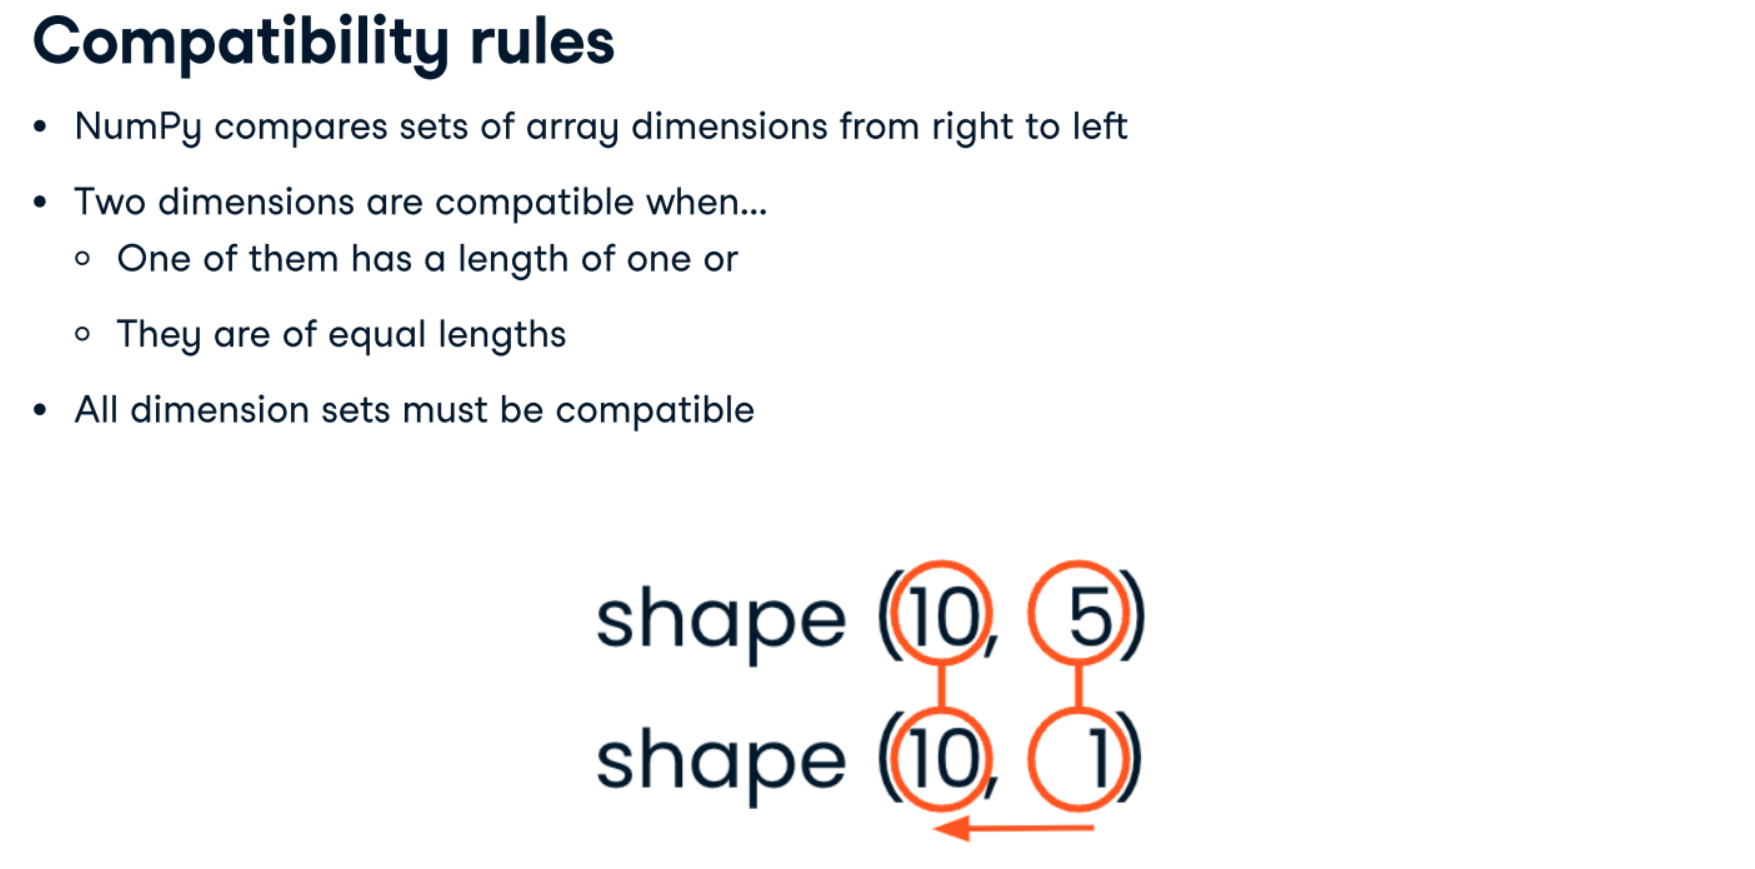 Compatibility rules
• NumPy compares sets of array dimensions from right to left
• Two dimensions are compatible when...
◦ One of them has a length of one or
◦ They are of equal lengths
• All dimension sets must be compatible
shape (10, 5)
shape (10, 1)